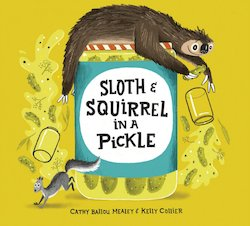 SLOTH &
SQUIRREL
IN A
PICKLE
CATHY BALLOU MEALEY & KELLY COLLIER